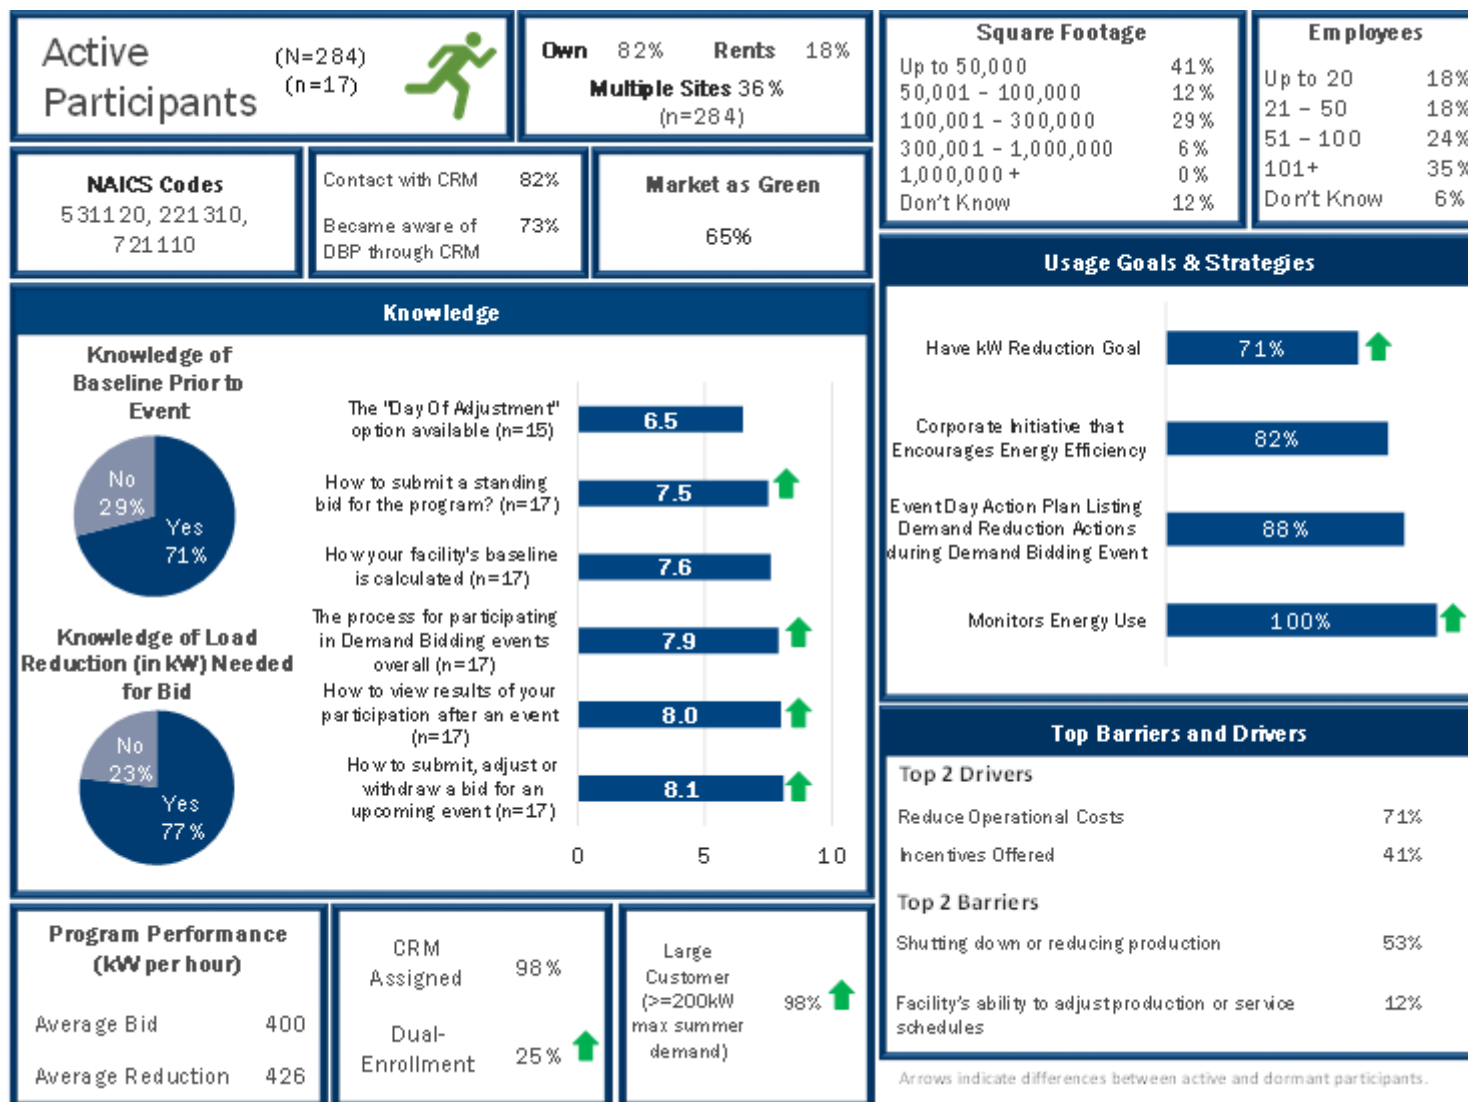 Active
Participants
(N=284)
(n=17)
Own 82% Rents 18%
Multiple Sites 36%
(n=284)
Square Footage
Up to 50,000 41%
50,001 – 100,000 12%
100,001 – 300,000 29%
300,001 – 1,000,000 6%
1,000,000 + 0%
Don't Know 12%
Employees
Up to 20 18%
21 – 50 18%
51 – 100 24%
101+ 35%
Don't Know 6%
NAICS Codes
531120, 221310,
721110
Contact with CRM 82%
Became aware of 73%
DBP through CRM
Market as Green
65%
Knowledge
Knowledge of
Baseline Prior to
Event
No
29%
Yes
71%
Knowledge of Load
Reduction (in kW) Needed
for Bid
No
23%
Yes
77%
The "Day Of Adjustment"
option available (n=15)
6.5
How to submit a standing
bid for the program? (n=17)
7.5
How your facility's baseline
is calculated (n=17)
7.6
The process for participating
in Demand Bidding events
overall (n=17)
7.9
How to view results of your
participation after an event
(n=17)
8.0
How to submit, adjust or
withdraw a bid for an
upcoming event (n=17)
8.1
0 5 10
Usage Goals & Strategies
Have kW Reduction Goal
71%
Corporate Initiative that
Encourages Energy Efficiency
82%
Event Day Action Plan Listing
Demand Reduction Actions
during Demand Bidding Event
88%
Monitors Energy Use
100%
Top Barriers and Drivers
Top 2 Drivers
Reduce Operational Costs 71%
Incentives Offered 41%
Top 2 Barriers
Shutting down or reducing production 53%
Facility's ability to adjust production or service 12%
schedules
Arrows indicate differences between active and dormant participants.
Program Performance
(kW per hour)
Average Bid 400
Average Reduction 426
CRM
Assigned
98%
Dual-
Enrollment
25%
Large
Customer
(>=200kW
max summer
demand)
98%